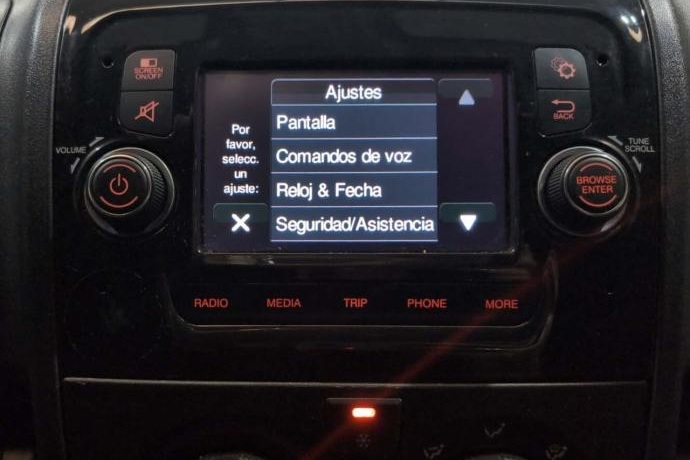 SCREEN
ON/OFF
Ajustes
Por
favor,
selecc.
un
ajuste:
Pantalla
Comandos de voz
Reloj & Fecha
Seguridad/Asistencia
BACK
VOLUME
TUNE
SCROLL
BROWSE
ENTER
RADIO
MEDIA
TRIP
PHONE
MORE